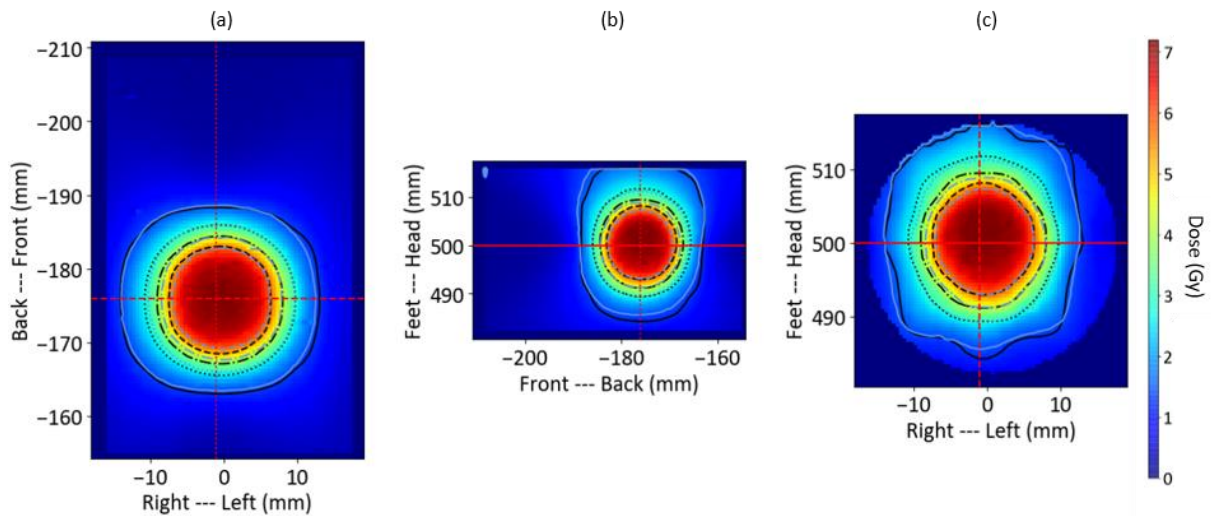 (a)
(b)
(c)
−210
−200
−190
−180
−170
−160
Back --- Front (mm)
−10 0 10
Right --- Left (mm)
510
500
490
Feet --- Head (mm)
−200 −180 −160
Front --- Back (mm)
510
500
490
Feet --- Head (mm)
−10 0 10
Right --- Left (mm)
7
6
5
4
3
2
1
0
Dose (Gy)